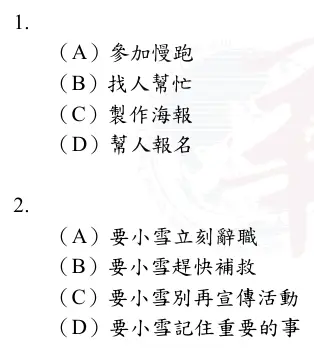 1.
（A）參加慢跑
（B）找人幫忙
（C）製作海報
（D）幫人報名
2.
（A）要小雪立刻辭職
（B）要小雪趕快補救
（C）要小雪別再宣傳活動
（D）要小雪記住重要的事